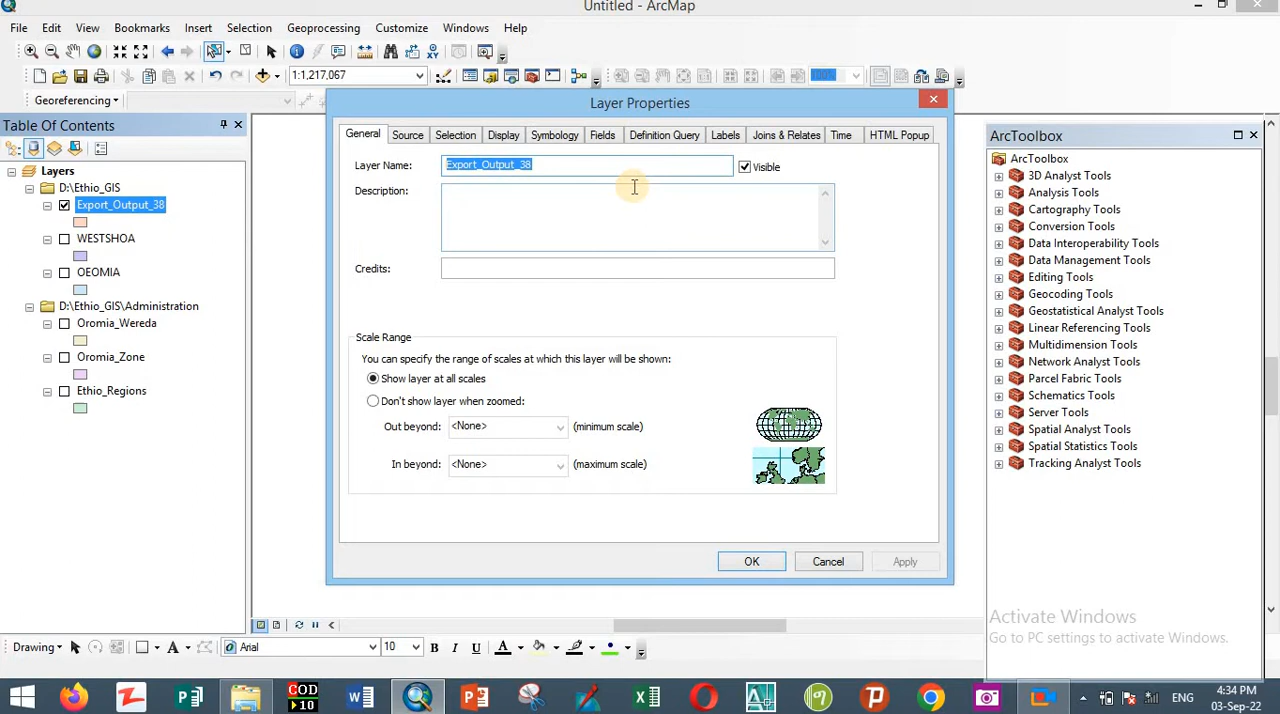 Untitled - ArcMap
File Edit View Bookmarks Insert Selection Geoprocessing Customize Windows Help
1:1,217,067
100%
Georeferencing
Table Of Contents
Layers
D:\Ethio_GIS
Export_Output_38
WESTSHOA
OEOMIA
D:\Ethio_GIS\Administration
Oromia_Wereda
Oromia_Zone
Ethio_Regions
Layer Properties
General Source Selection Display Symbology Fields Definition Query Labels Joins & Relates Time HTML Popup
Layer Name: Export_Output_38 Visible
Description:
Credits:
Scale Range
You can specify the range of scales at which this layer will be shown:
Show layer at all scales
Don't show layer when zoomed:
Out beyond: <None> (minimum scale)
In beyond: <None> (maximum scale)
OK Cancel Apply
ArcToolbox
ArcToolbox
3D Analyst Tools
Analysis Tools
Cartography Tools
Conversion Tools
Data Interoperability Tools
Data Management Tools
Editing Tools
Geocoding Tools
Geostatistical Analyst Tools
Linear Referencing Tools
Multidimension Tools
Network Analyst Tools
Parcel Fabric Tools
Schematics Tools
Server Tools
Spatial Analyst Tools
Spatial Statistics Tools
Tracking Analyst Tools
Activate Windows
Go to PC settings to activate Windows.
Drawing A Arial 10 B I U A
COD
10
ENG
4:34 PM
03-Sep-22